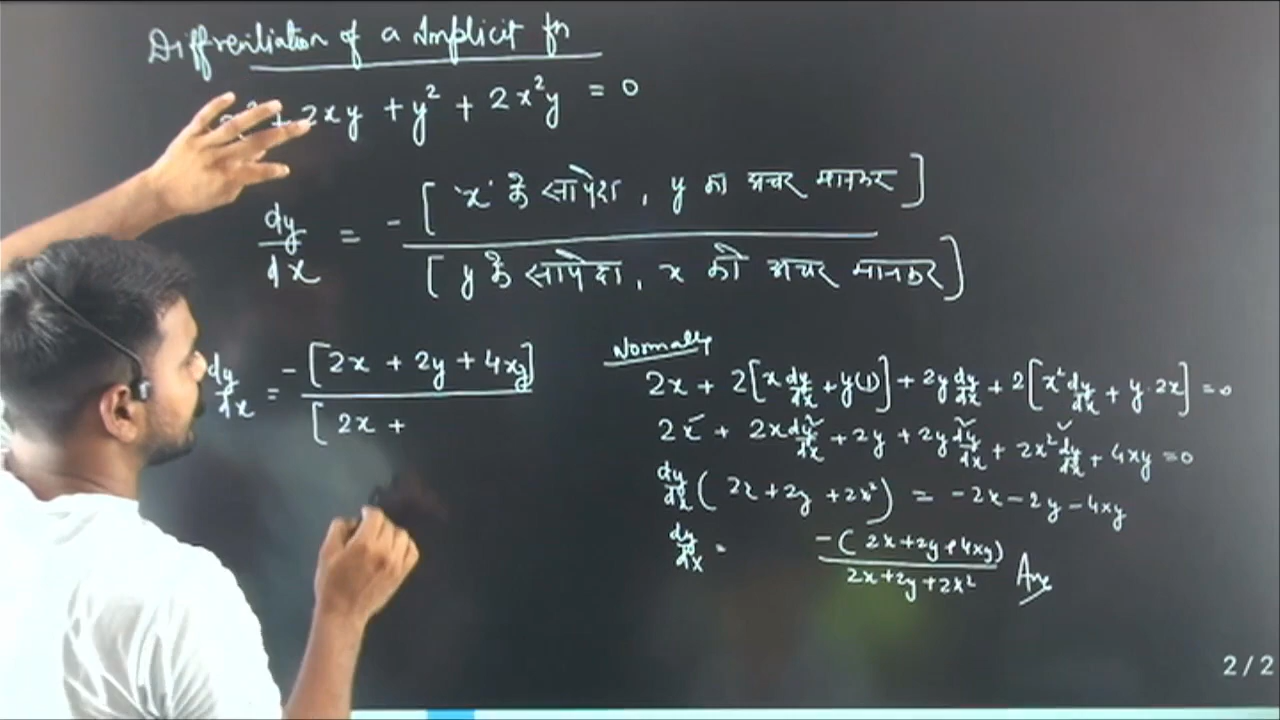 Diffrentiation of a Implicit fn
x² + 2xy + y² + 2x²y = 0
dy/dx = -[ 'x' के सापेक्ष, y को अचर मानकर ] / [ y के सापेक्ष, x को अचर मानकर ]
dy/dx = -[2x + 2y + 4xy] / [ 2x +
Normally
2x + 2[x dy/dx + y(1)] + 2y dy/dx + 2[x² dy/dx + y·2x] = 0
2x + 2x dy/dx + 2y + 2y dy/dx + 2x² dy/dx + 4xy = 0
dy/dx ( 2x + 2y + 2x² ) = -2x - 2y - 4xy
dy/dx = -( 2x+2y+4xy) / 2x+2y+2x² Ans
2/2